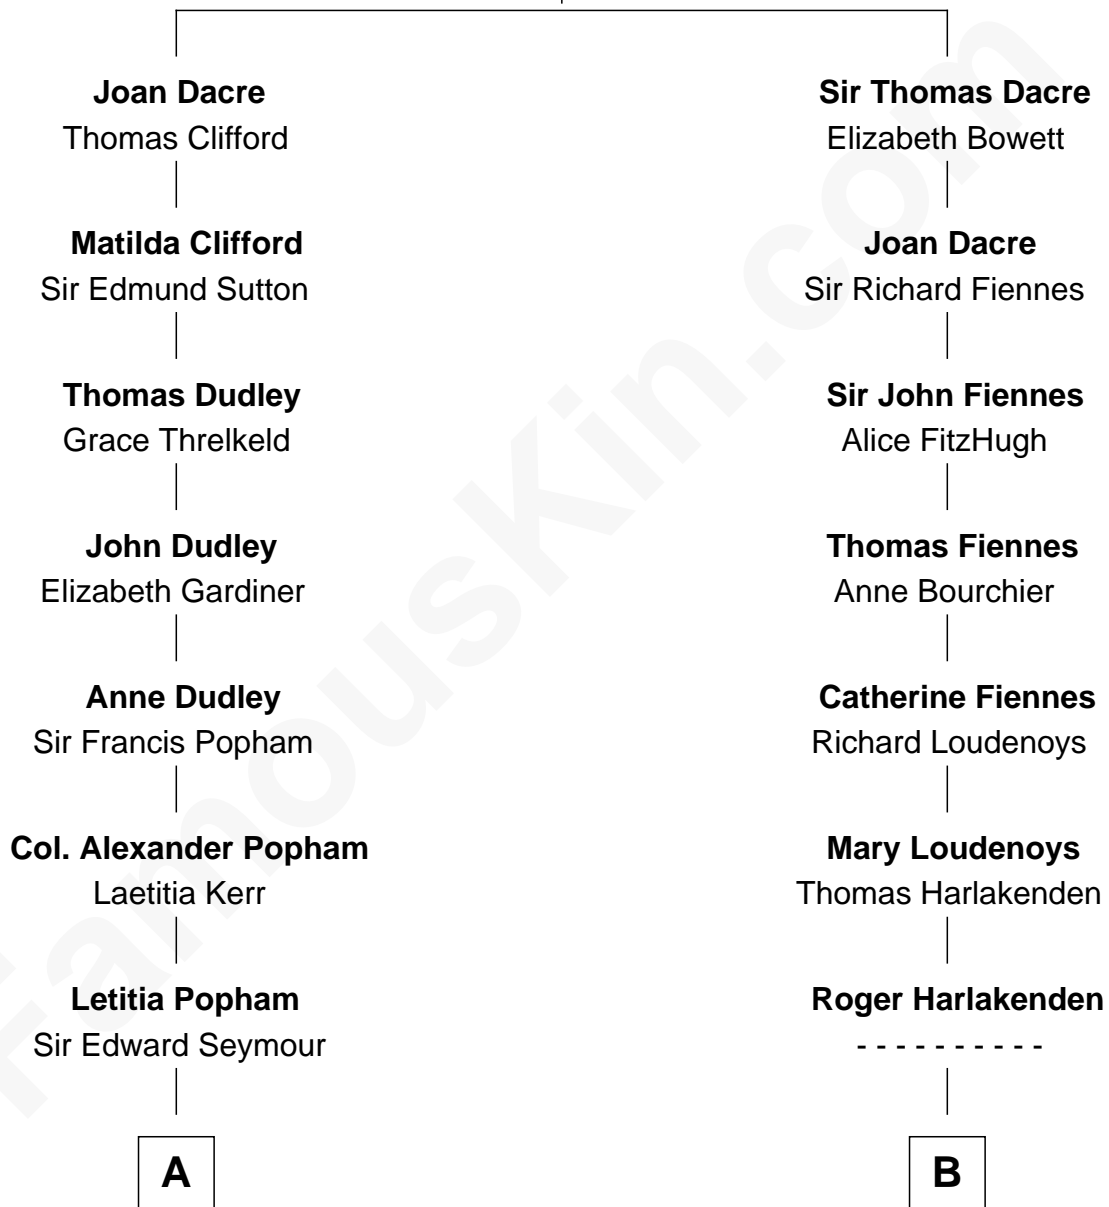 Joan Dacre
Thomas Clifford
Matilda Clifford
Sir Edmund Sutton
Thomas Dudley
Grace Threlkeld
John Dudley
Elizabeth Gardiner
Anne Dudley
Sir Francis Popham
Col. Alexander Popham
Laetitia Kerr
Letitia Popham
Sir Edward Seymour
A
Sir Thomas Dacre
Elizabeth Bowett
Joan Dacre
Sir Richard Fiennes
Sir John Fiennes
Alice FitzHugh
Thomas Fiennes
Anne Bourchier
Catherine Fiennes
Richard Loudenoys
Mary Loudenoys
Thomas Harlakenden
Roger Harlakenden
- - - - - - - - - -
B
FamousKin.com